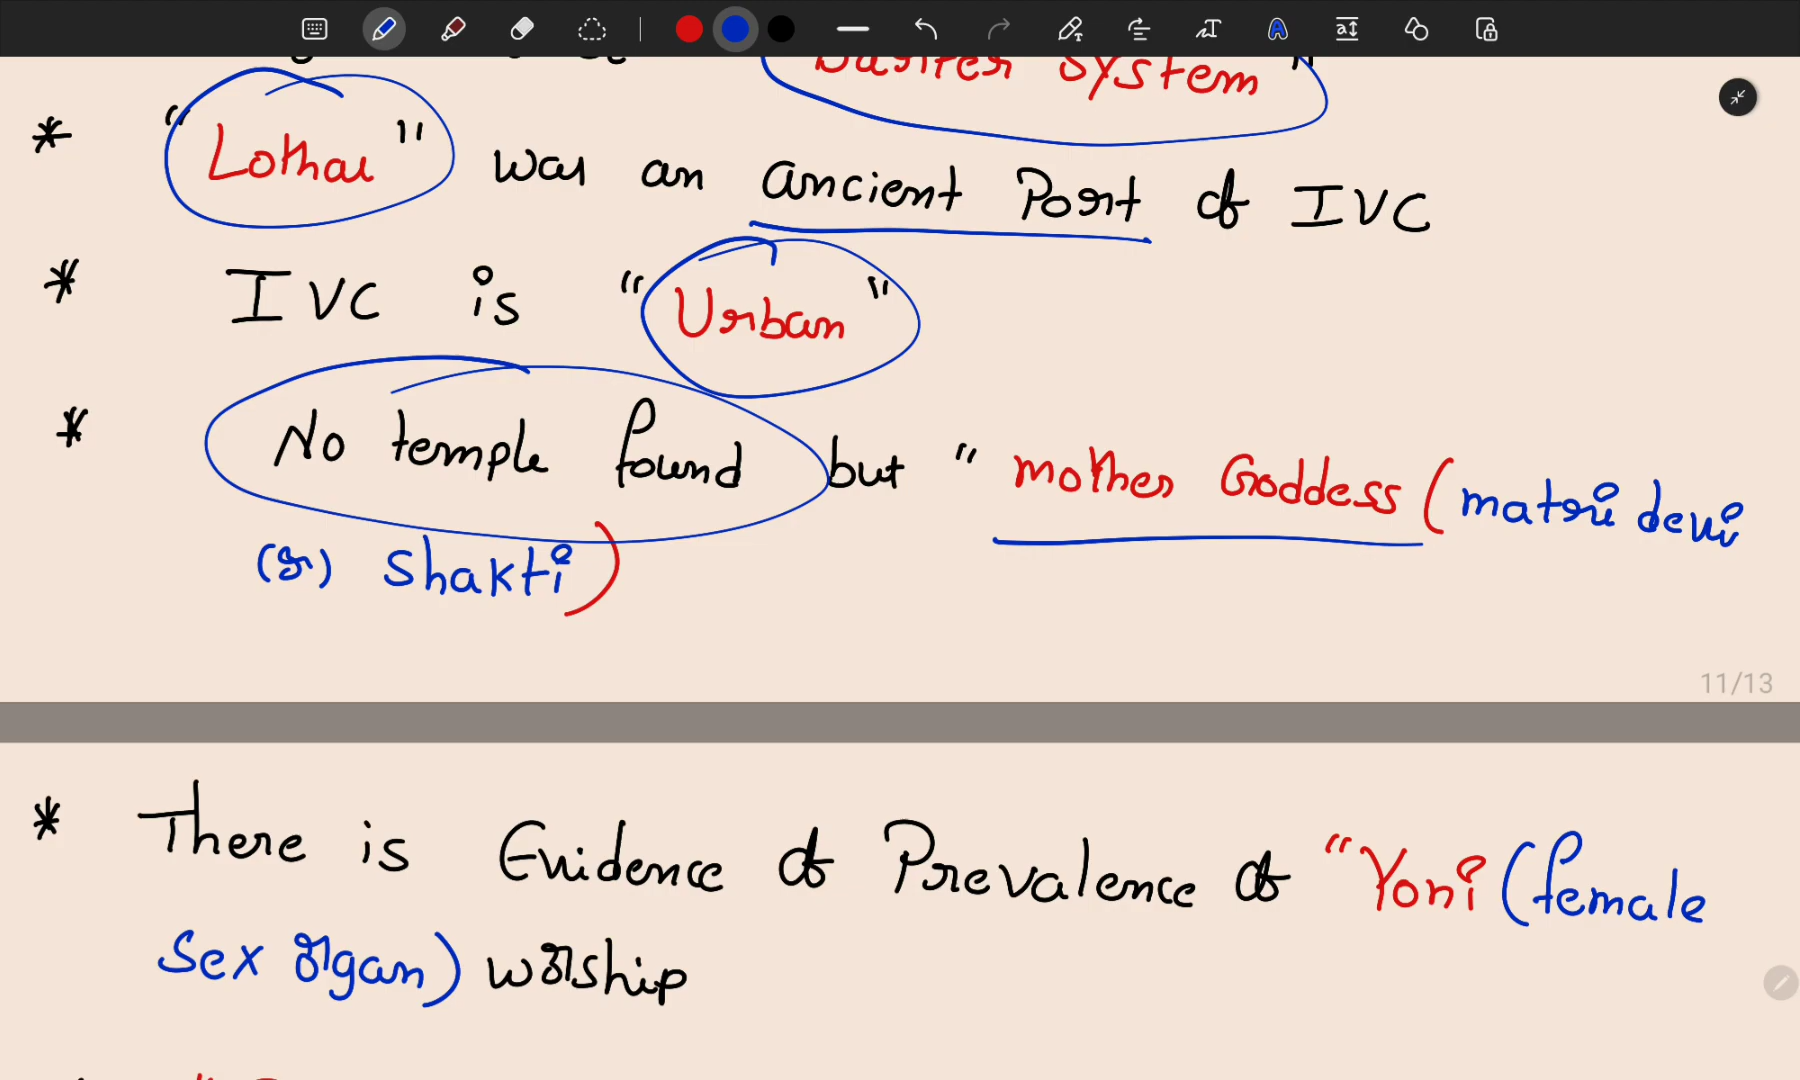 Barter System "
* "Lothal" was an ancient Port of IVC
* IVC is "Urban"
* No temple found but "mother Goddess (matri devi
(or) Shakti)
11/13
* There is Evidence of Prevalence of "Yoni (female
Sex organ) worship